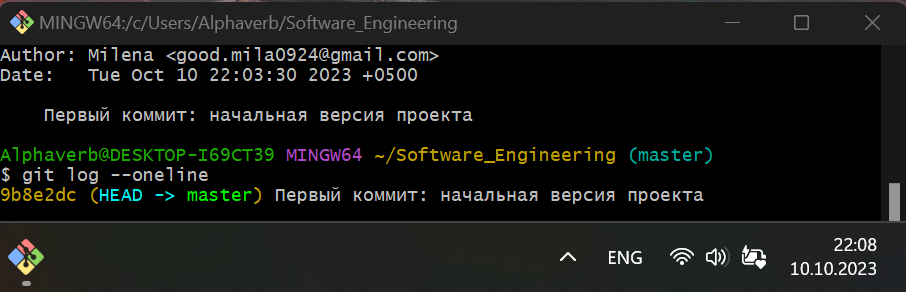 MINGW64:/c/Users/Alphaverb/Software_Engineering
Author: Milena <good.mila0924@gmail.com>
Date:   Tue Oct 10 22:03:30 2023 +0500
Первый коммит: начальная версия проекта
Alphaverb@DESKTOP-I69CT39 MINGW64 ~/Software_Engineering (master)
$ git log --oneline
9b8e2dc (HEAD -> master) Первый коммит: начальная версия проекта
ENG
22:08
10.10.2023